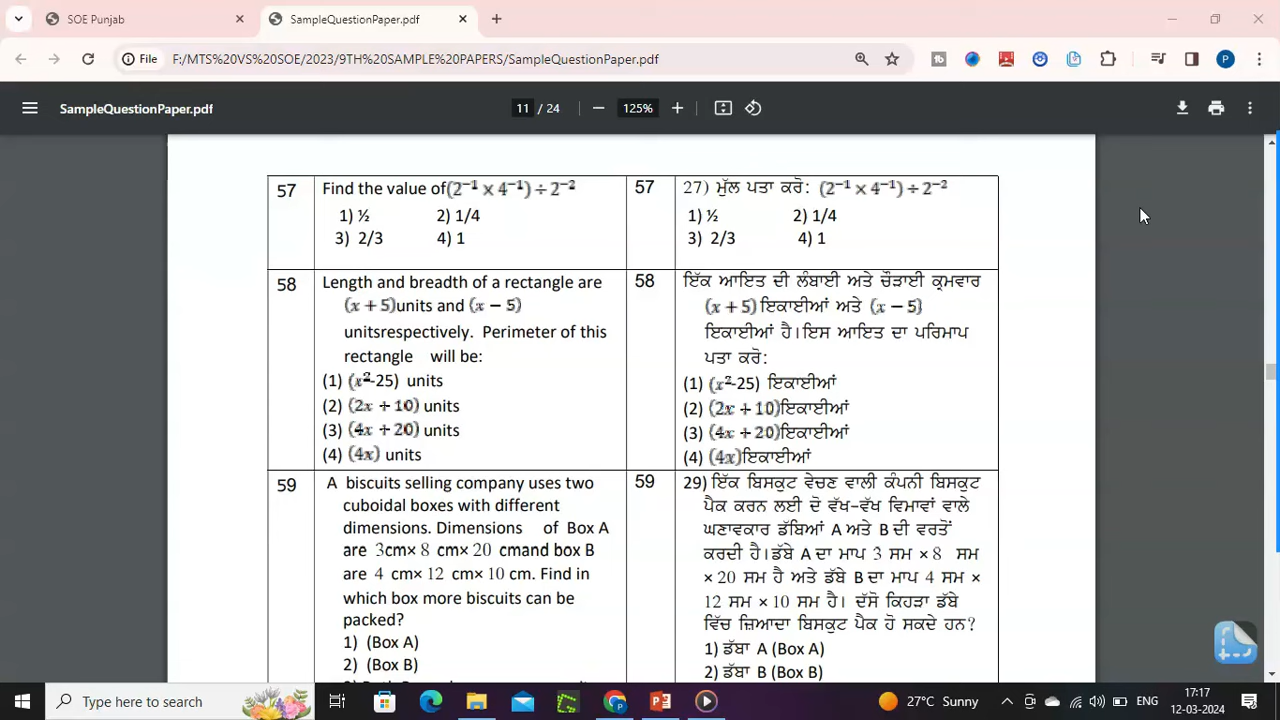 SOE Punjab
SampleQuestionPaper.pdf
File
F:/MTS%20VS%20SOE/2023/9TH%20SAMPLE%20PAPERS/SampleQuestionPaper.pdf
P
SampleQuestionPaper.pdf
11 / 24
125%
57
Find the value of(2⁻¹ × 4⁻¹) ÷ 2⁻²
1) ½ 2) 1/4
3) 2/3 4) 1
57
27) ਮੁੱਲ ਪਤਾ ਕਰੋ: (2⁻¹ × 4⁻¹) ÷ 2⁻²
1) ½ 2) 1/4
3) 2/3 4) 1
58
Length and breadth of a rectangle are
(x + 5)units and (x − 5)
unitsrespectively. Perimeter of this
rectangle will be:
(1) (x²-25) units
(2) (2x + 10) units
(3) (4x + 20) units
(4) (4x) units
58
ਇੱਕ ਆਇਤ ਦੀ ਲੰਬਾਈ ਅਤੇ ਚੌੜਾਈ ਕ੍ਰਮਵਾਰ
(x + 5)ਇਕਾਈਆਂ ਅਤੇ (x − 5)
ਇਕਾਈਆਂ ਹੈ।ਇਸ ਆਇਤ ਦਾ ਪਰਿਮਾਪ
ਪਤਾ ਕਰੋ:
(1) (x²-25) ਇਕਾਈਆਂ
(2) (2x + 10)ਇਕਾਈਆਂ
(3) (4x + 20)ਇਕਾਈਆਂ
(4) (4x)ਇਕਾਈਆਂ
59
A biscuits selling company uses two
cuboidal boxes with different
dimensions. Dimensions of Box A
are 3cm× 8 cm× 20 cmand box B
are 4 cm× 12 cm× 10 cm. Find in
which box more biscuits can be
packed?
1) (Box A)
2) (Box B)
59
29) ਇੱਕ ਬਿਸਕੁਟ ਵੇਚਣ ਵਾਲੀ ਕੰਪਨੀ ਬਿਸਕੁਟ
ਪੈਕ ਕਰਨ ਲਈ ਦੋ ਵੱਖ-ਵੱਖ ਵਿਮਾਵਾਂ ਵਾਲੇ
ਘਣਾਵਕਾਰ ਡੱਬਿਆਂ A ਅਤੇ B ਦੀ ਵਰਤੋਂ
ਕਰਦੀ ਹੈ।ਡੱਬੇ A ਦਾ ਮਾਪ 3 ਸਮ ×8 ਸਮ
×20 ਸਮ ਹੈ ਅਤੇ ਡੱਬੇ B ਦਾ ਮਾਪ 4 ਸਮ ×
12 ਸਮ ×10 ਸਮ ਹੈ। ਦੱਸੋ ਕਿਹੜਾ ਡੱਬੇ
ਵਿੱਚ ਜ਼ਿਆਦਾ ਬਿਸਕੁਟ ਪੈਕ ਹੋ ਸਕਦੇ ਹਨ?
1) ਡੱਬਾ A (Box A)
2) ਡੱਬਾ B (Box B)
Type here to search
27°C Sunny
ENG
17:17
12-03-2024